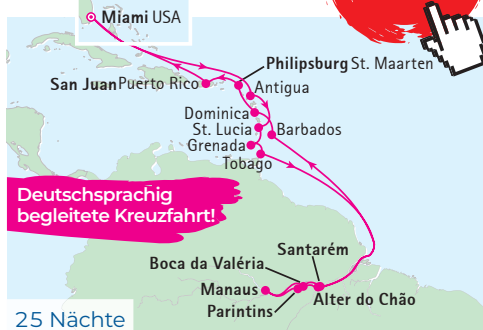 Miami USA
Philipsburg St. Maarten
San Juan Puerto Rico
Antigua
Dominica
St. Lucia
Barbados
Grenada
Tobago
Deutschsprachig
begleitete Kreuzfahrt!
Santarém
Boca da Valéria
Manaus
Alter do Chão
Parintins
25 Nächte